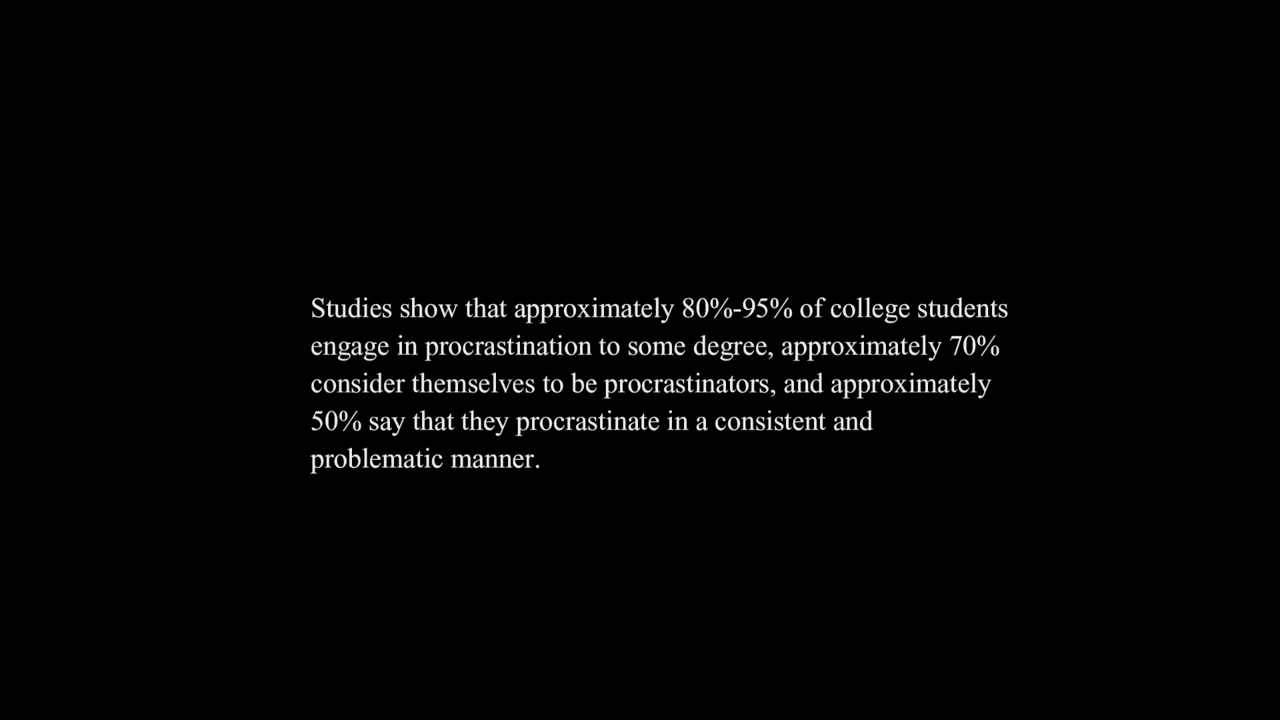 Studies show that approximately 80%-95% of college students
engage in procrastination to some degree, approximately 70%
consider themselves to be procrastinators, and approximately
50% say that they procrastinate in a consistent and
problematic manner.